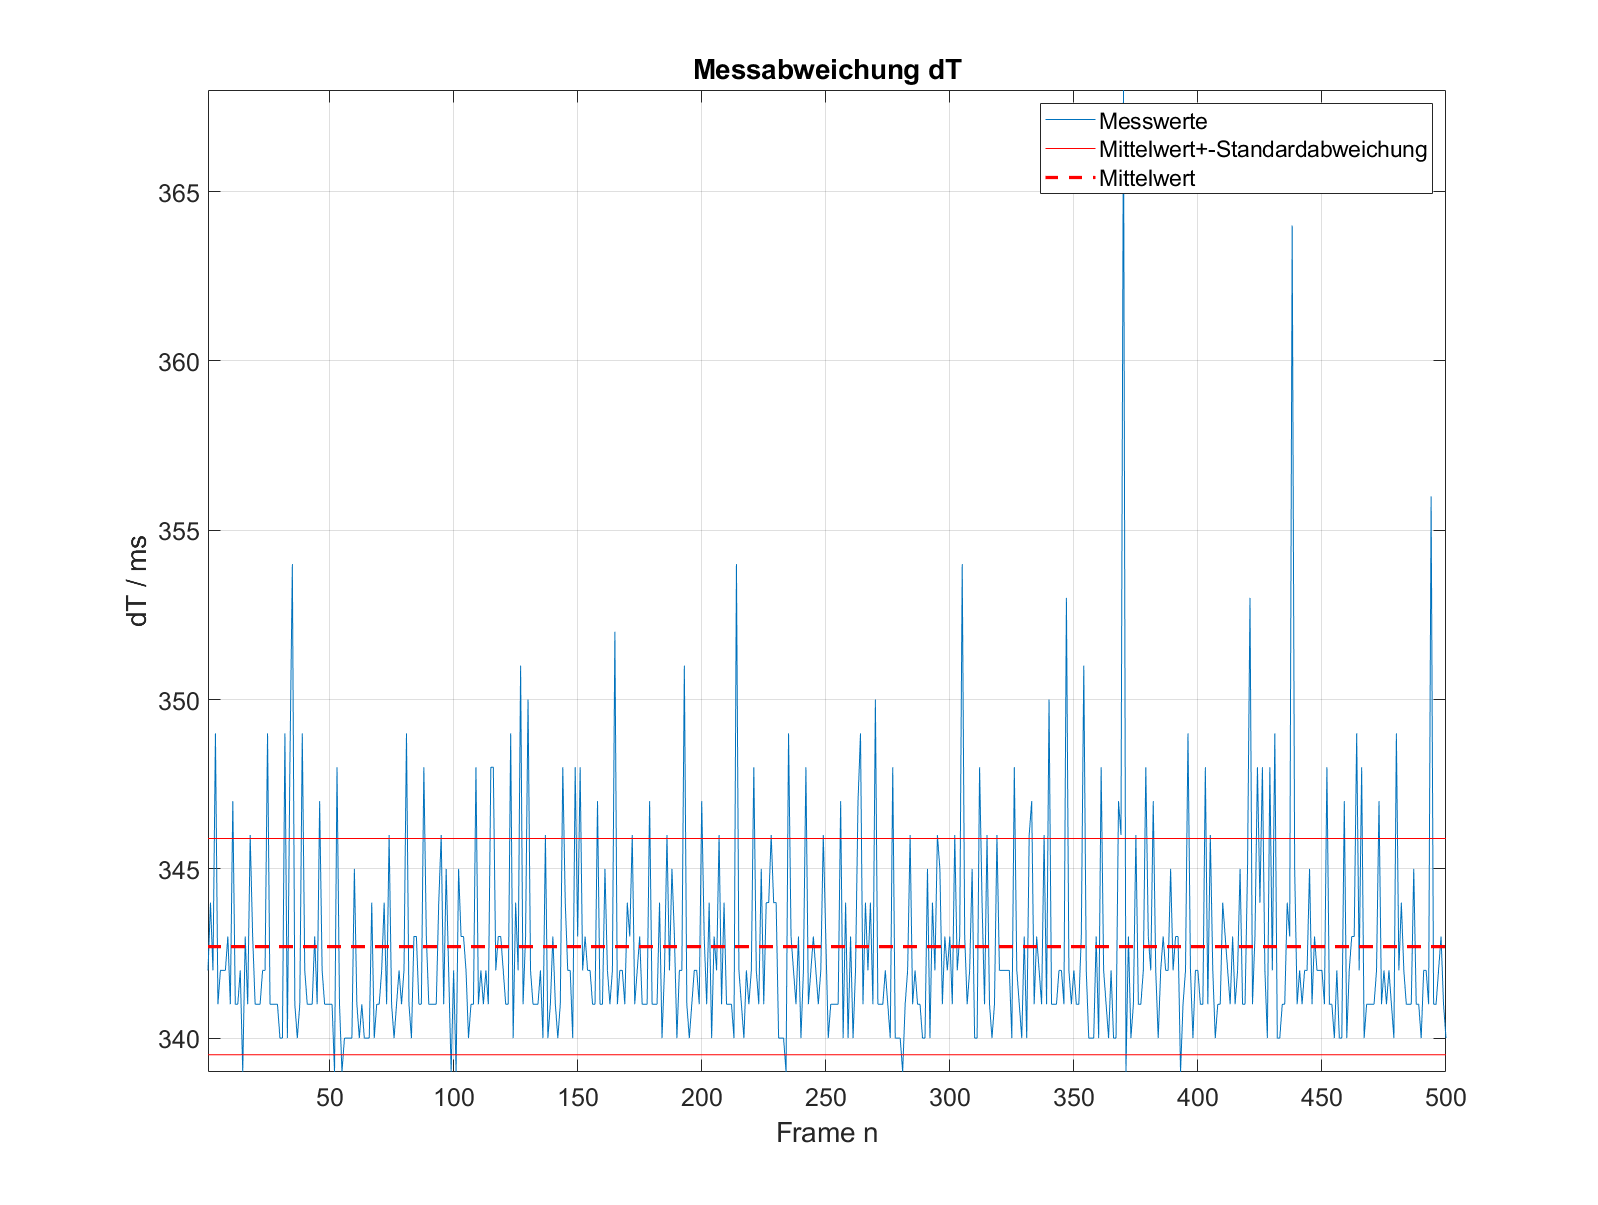 Messabweichung dT
Messwerte
Mittelwert+-Standardabweichung
Mittelwert
365
360
355
350
345
340
dT / ms
50 100 150 200 250 300 350 400 450 500
Frame n